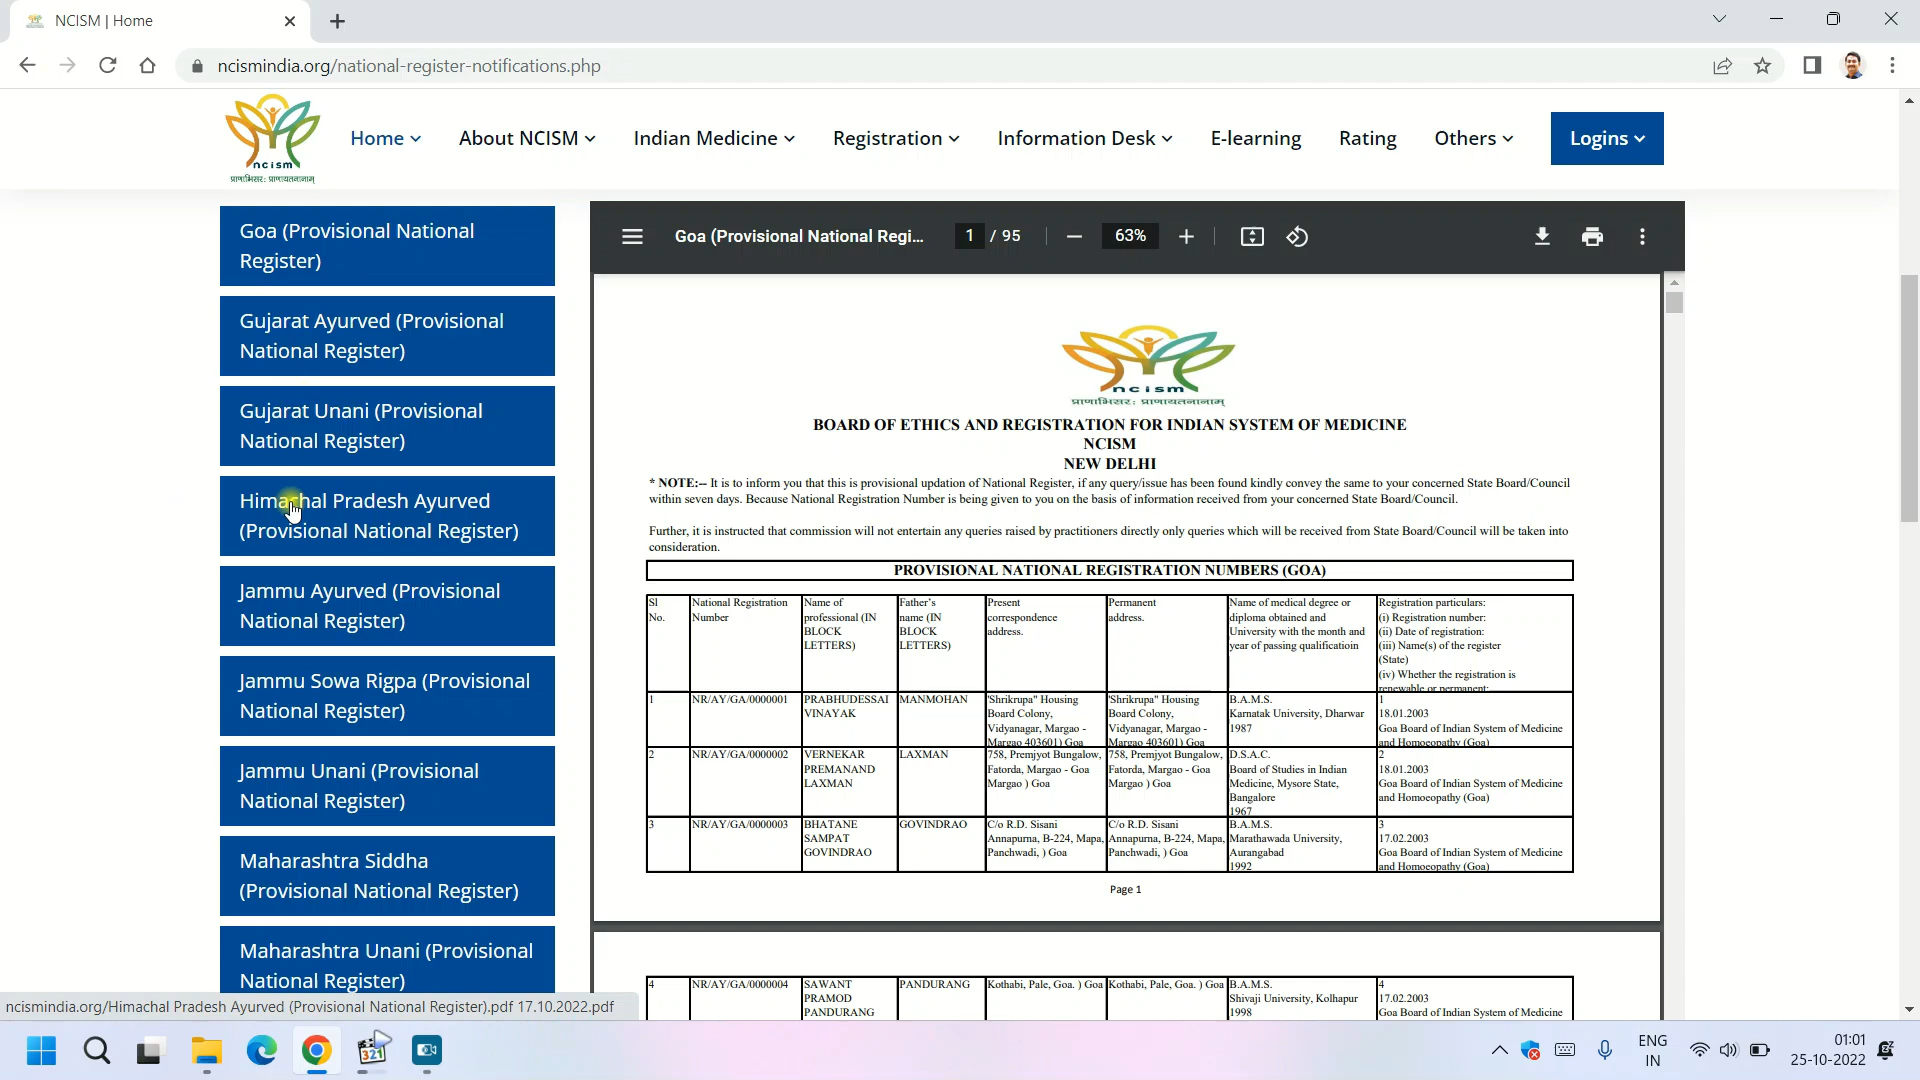 NCISM | Home
ncismindia.org/national-register-notifications.php
ncism
Home
About NCISM
Indian Medicine
Registration
Information Desk
E-learning
Rating
Others
Logins
Goa (Provisional National
Register)
Gujarat Ayurved (Provisional
National Register)
Gujarat Unani (Provisional
National Register)
Himachal Pradesh Ayurved
(Provisional National Register)
Jammu Ayurved (Provisional
National Register)
Jammu Sowa Rigpa (Provisional
National Register)
Jammu Unani (Provisional
National Register)
Maharashtra Siddha
(Provisional National Register)
Maharashtra Unani (Provisional
National Register)
Goa (Provisional National Regi...
1 / 95
63%
ncism
BOARD OF ETHICS AND REGISTRATION FOR INDIAN SYSTEM OF MEDICINE
NCISM
NEW DELHI
* NOTE:-- It is to inform you that this is provisional updation of National Register, if any query/issue has been found kindly convey the same to your concerned State Board/Council
within seven days. Because National Registration Number is being given to you on the basis of information received from your concerned State Board/Council.
Further, it is instructed that commission will not entertain any queries raised by practitioners directly only queries which will be received from State Board/Council will be taken into
consideration.
PROVISIONAL NATIONAL REGISTRATION NUMBERS (GOA)
Sl
No.
National Registration
Number
Name of
professional (IN
BLOCK
LETTERS)
Father's
name (IN
BLOCK
LETTERS)
Present
correspondence
address.
Permanent
address.
Name of medical degree or
diploma obtained and
University with the month and
year of passing qualificatioin
Registration particulars:
(i) Registration number:
(ii) Date of registration:
(iii) Name(s) of the register
(State)
(iv) Whether the registration is
renewable or permanent:
1
NR/AY/GA/0000001
PRABHUDESSAI
VINAYAK
MANMOHAN
'Shrikrupa" Housing
Board Colony,
Vidyanagar, Margao -
Margao 403601) Goa
'Shrikrupa" Housing
Board Colony,
Vidyanagar, Margao -
Margao 403601) Goa
B.A.M.S.
Karnatak University, Dharwar
1987
1
18.01.2003
Goa Board of Indian System of Medicine
and Homoeopathy (Goa)
2
NR/AY/GA/0000002
VERNEKAR
PREMANAND
LAXMAN
LAXMAN
758, Premjyot Bungalow,
Fatorda, Margao - Goa
Margao ) Goa
758, Premjyot Bungalow,
Fatorda, Margao - Goa
Margao ) Goa
D.S.A.C.
Board of Studies in Indian
Medicine, Mysore State,
Bangalore
1967
2
18.01.2003
Goa Board of Indian System of Medicine
and Homoeopathy (Goa)
3
NR/AY/GA/0000003
BHATANE
SAMPAT
GOVINDRAO
GOVINDRAO
C/o R.D. Sisani
Annapurna, B-224, Mapa,
Panchwadi, ) Goa
C/o R.D. Sisani
Annapurna, B-224, Mapa,
Panchwadi, ) Goa
B.A.M.S.
Marathawada University,
Aurangabad
1992
3
17.02.2003
Goa Board of Indian System of Medicine
and Homoeopathy (Goa)
Page 1
4
NR/AY/GA/0000004
SAWANT
PRAMOD
PANDURANG
PANDURANG
Kothabi, Pale, Goa. ) Goa
Kothabi, Pale, Goa. ) Goa
B.A.M.S.
Shivaji University, Kolhapur
1998
4
17.02.2003
Goa Board of Indian System of Medicine
ncismindia.org/Himachal Pradesh Ayurved (Provisional National Register).pdf 17.10.2022.pdf
321
ENG
IN
01:01
25-10-2022